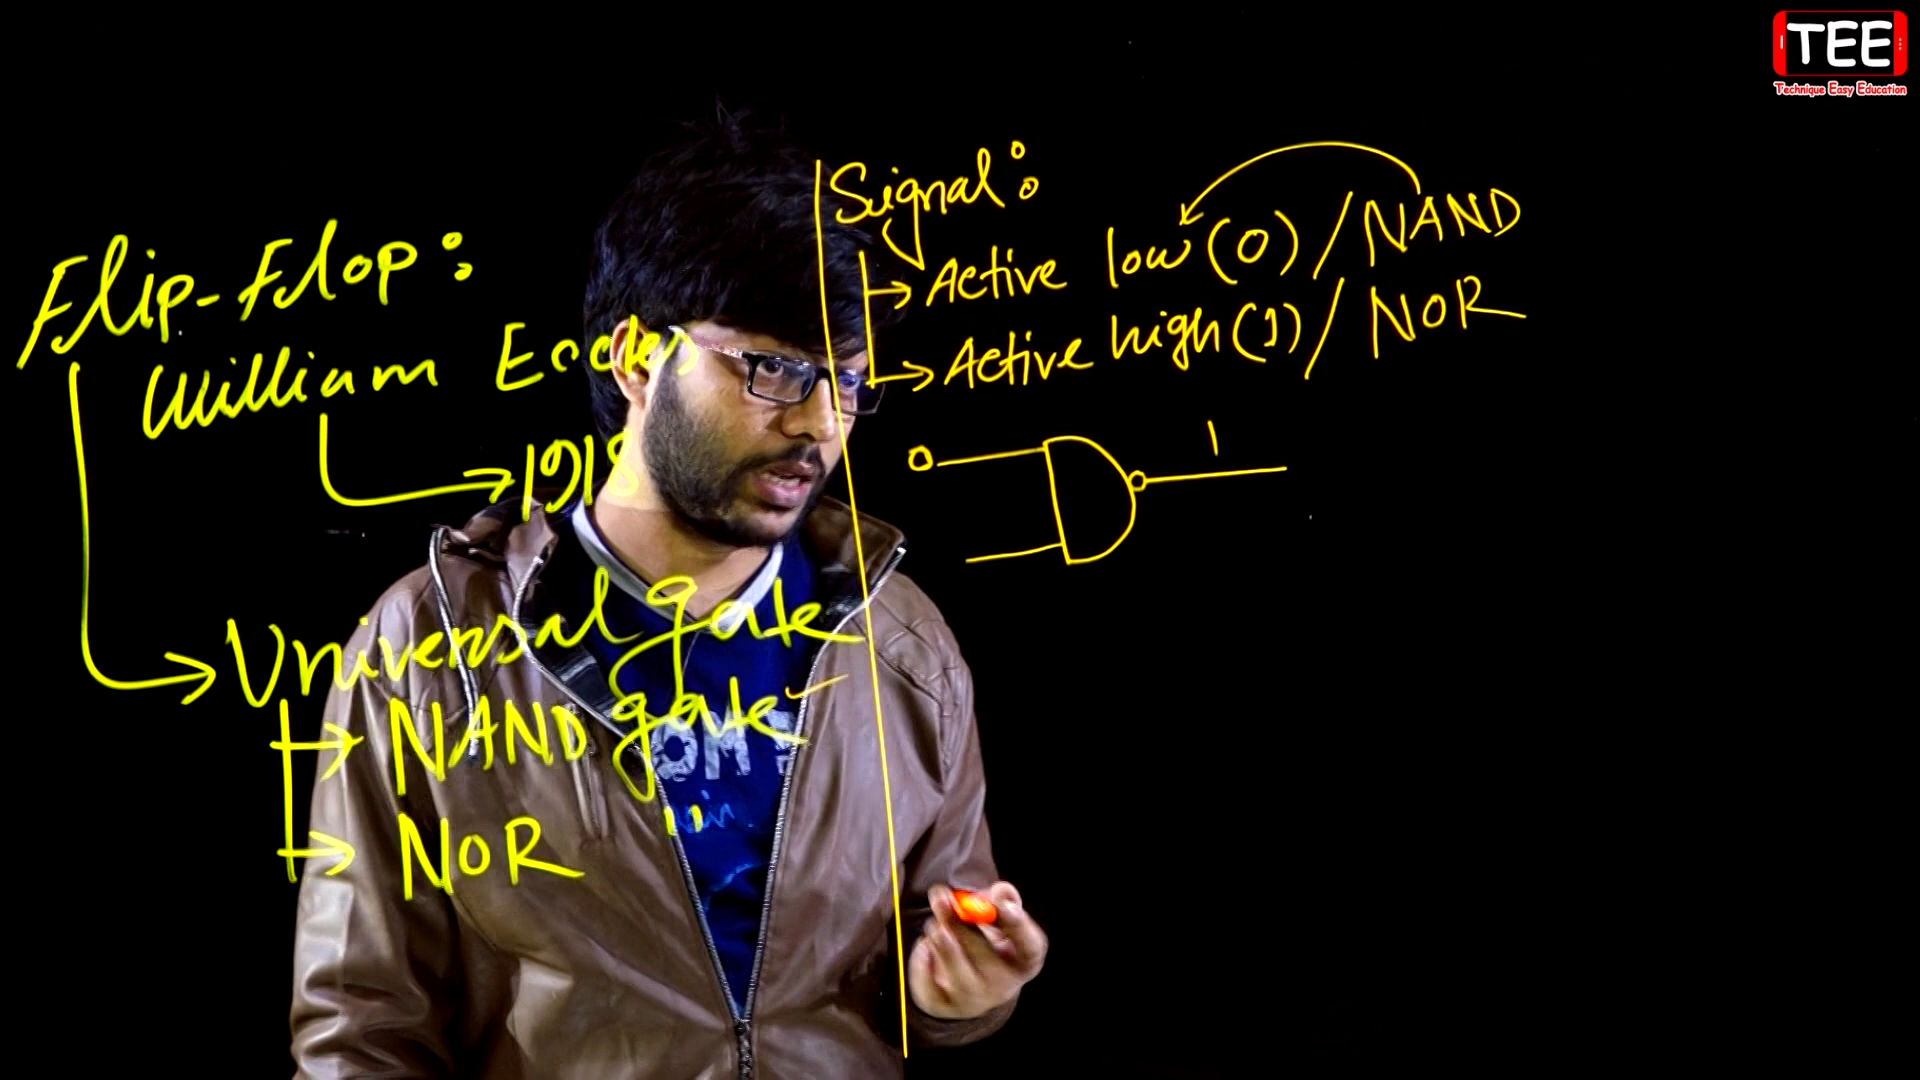 TEE
Technique Easy Education
Flip-Flop:
William Eccles
1918
Universal gate
NAND gate
NOR "
Signal:
Active low (0) / NAND
Active high (1) / NOR
0
1